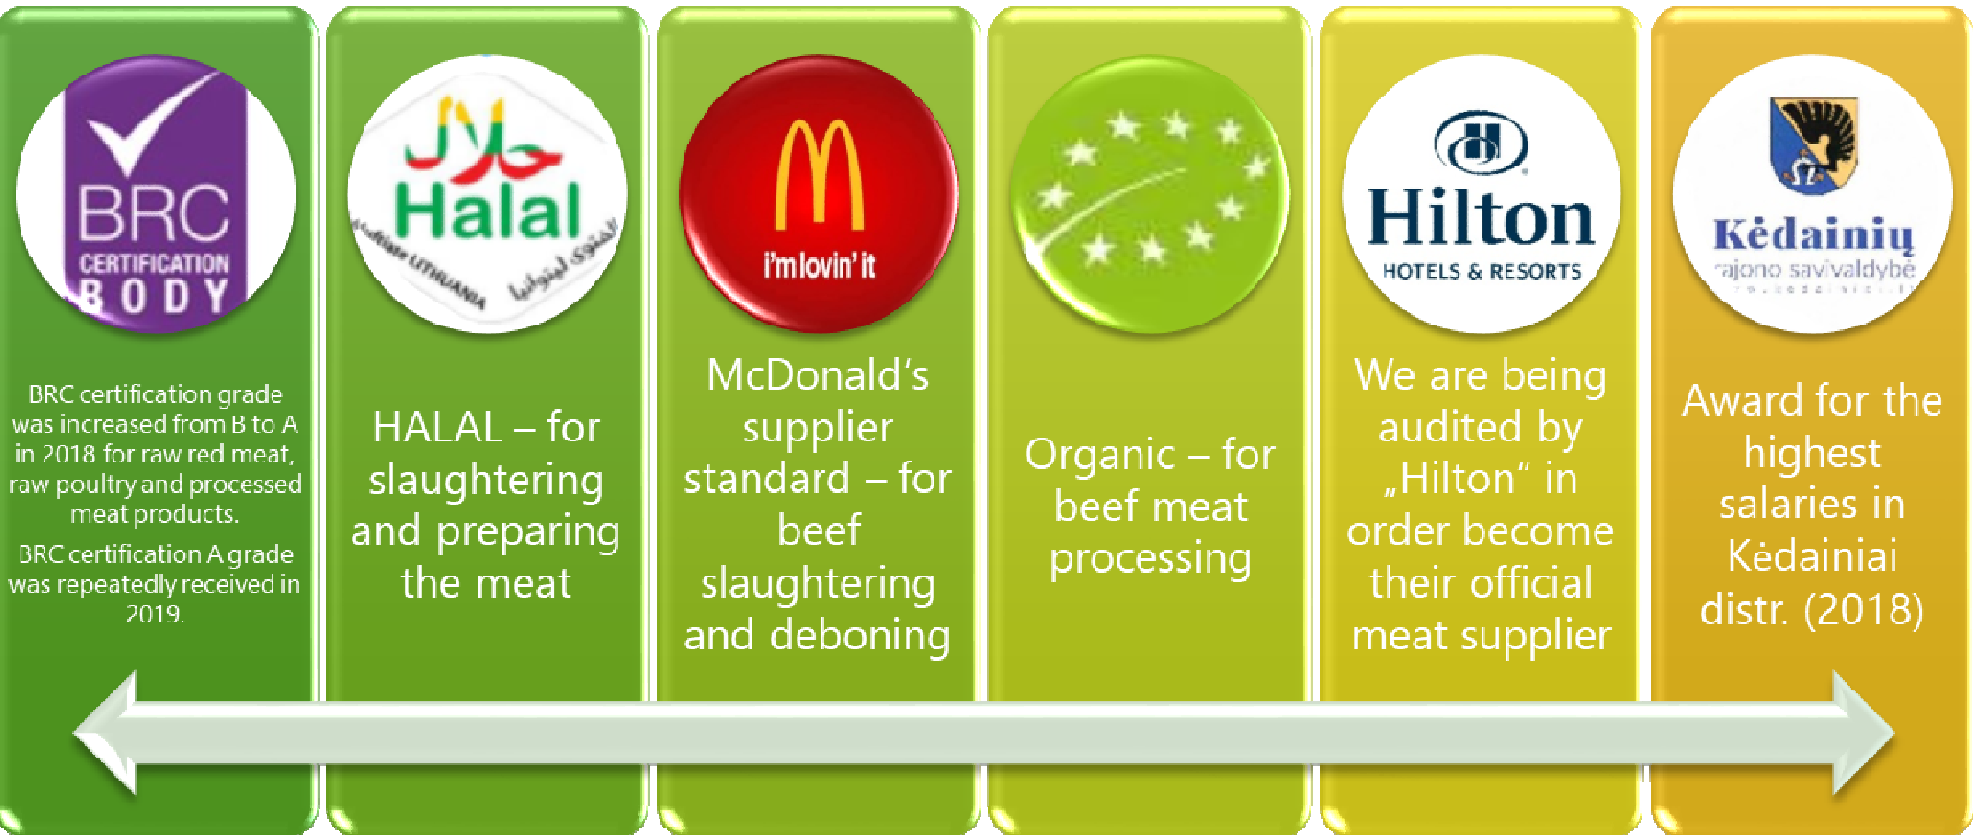 BRC
CERTIFICATION
BODY
BRC certification grade
was increased from B to A
in 2018 for raw red meat,
raw poultry and processed
meat products.
BRC certification A grade
was repeatedly received in
2019.
حلال
Halal
LITHUANIA
HALAL – for
slaughtering
and preparing
the meat
i'm lovin' it
McDonald‘s
supplier
standard – for
beef
slaughtering
and deboning
Organic – for
beef meat
processing
Hilton
HOTELS & RESORTS
We are being
audited by
„Hilton“ in
order become
their official
meat supplier
Kėdainių
rajono savivaldybė
Award for the
highest
salaries in
Kėdainiai
distr. (2018)